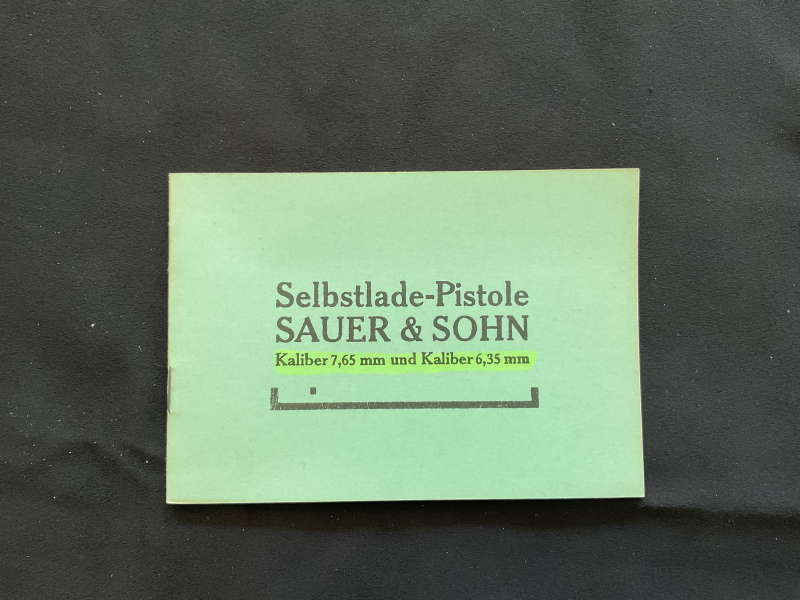 Selbstlade-Pistole
SAUER & SOHN
Kaliber 7,65 mm und Kaliber 6,35 mm